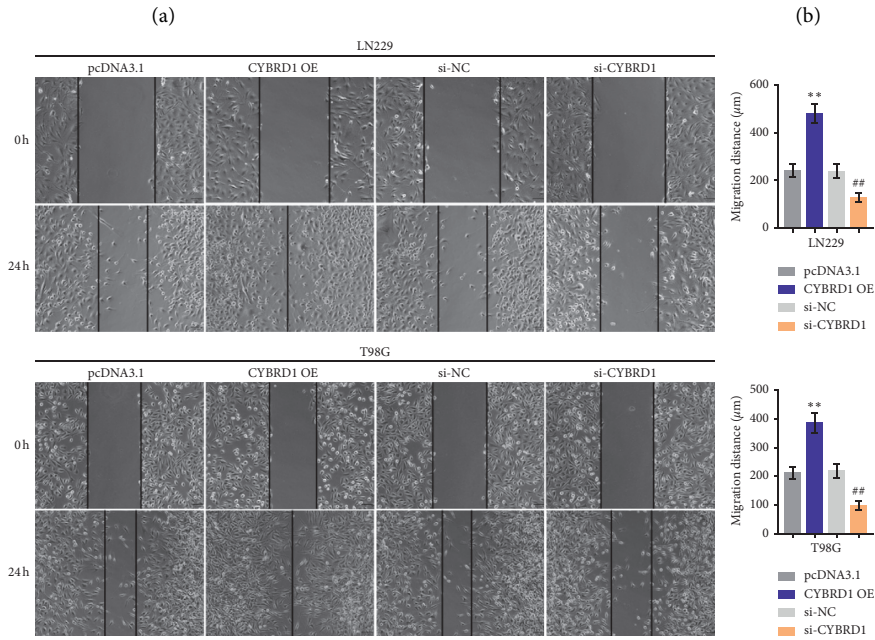 (a)
LN229
pcDNA3.1 CYBRD1 OE si-NC si-CYBRD1
0 h
24 h
T98G
pcDNA3.1 CYBRD1 OE si-NC si-CYBRD1
0 h
24 h
(b)
Migration distance (μm)
600
400
200
0
**
##
LN229
pcDNA3.1
CYBRD1 OE
si-NC
si-CYBRD1
Migration distance (μm)
500
400
300
200
100
0
**
##
T98G
pcDNA3.1
CYBRD1 OE
si-NC
si-CYBRD1